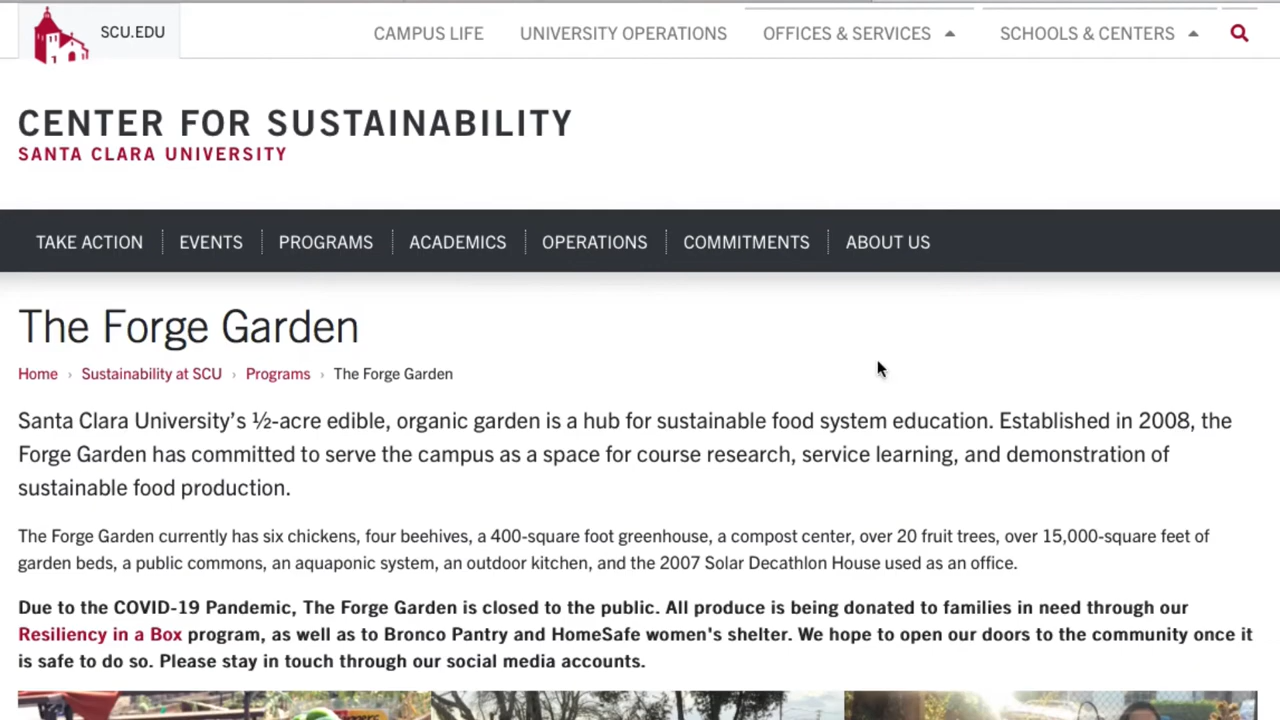 SCU.EDU
CAMPUS LIFE
UNIVERSITY OPERATIONS
OFFICES & SERVICES
SCHOOLS & CENTERS
CENTER FOR SUSTAINABILITY
SANTA CLARA UNIVERSITY
TAKE ACTION
EVENTS
PROGRAMS
ACADEMICS
OPERATIONS
COMMITMENTS
ABOUT US
The Forge Garden
Home › Sustainability at SCU › Programs › The Forge Garden
Santa Clara University’s ½-acre edible, organic garden is a hub for sustainable food system education. Established in 2008, the
Forge Garden has committed to serve the campus as a space for course research, service learning, and demonstration of
sustainable food production.
The Forge Garden currently has six chickens, four beehives, a 400-square foot greenhouse, a compost center, over 20 fruit trees, over 15,000-square feet of
garden beds, a public commons, an aquaponic system, an outdoor kitchen, and the 2007 Solar Decathlon House used as an office.
Due to the COVID-19 Pandemic, The Forge Garden is closed to the public. All produce is being donated to families in need through our
Resiliency in a Box program, as well as to Bronco Pantry and HomeSafe women's shelter. We hope to open our doors to the community once it
is safe to do so. Please stay in touch through our social media accounts.